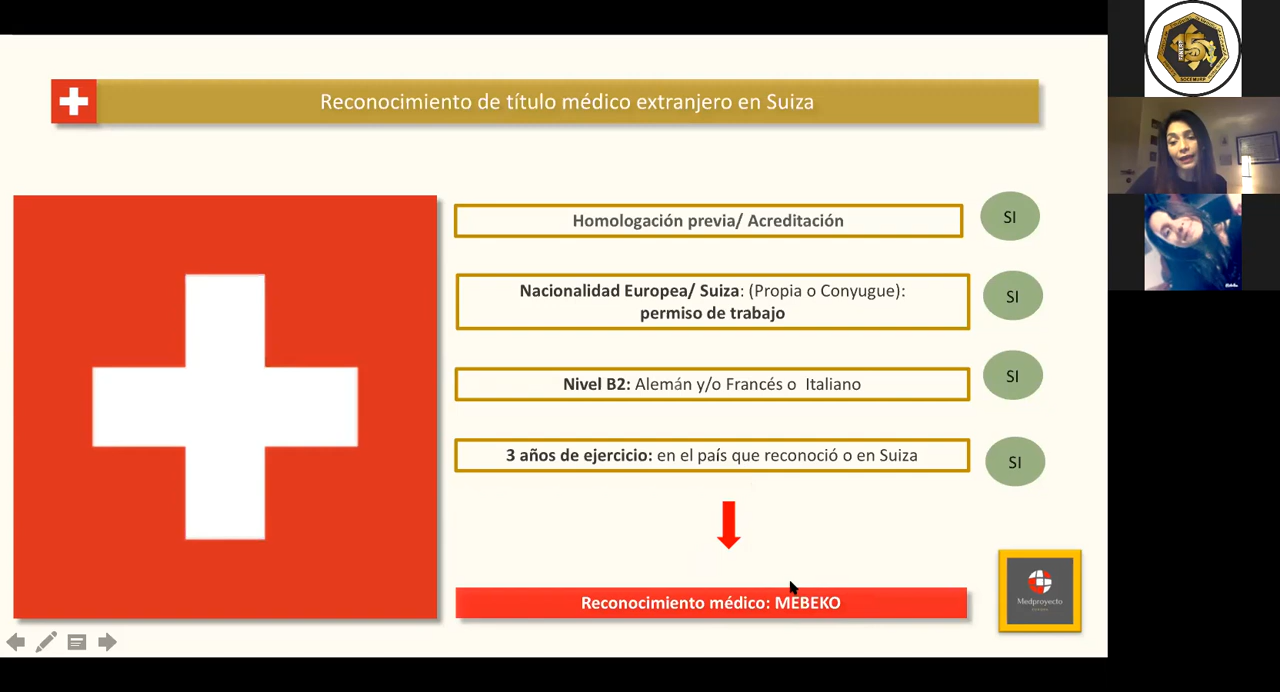 Reconocimiento de título médico extranjero en Suiza
Homologación previa/ Acreditación
SI
Nacionalidad Europea/ Suiza: (Propia o Conyugue):
permiso de trabajo
SI
Nivel B2: Alemán y/o Francés o Italiano
SI
3 años de ejercicio: en el país que reconoció o en Suiza
SI
Reconocimiento médico: MEBEKO
Medproyecto